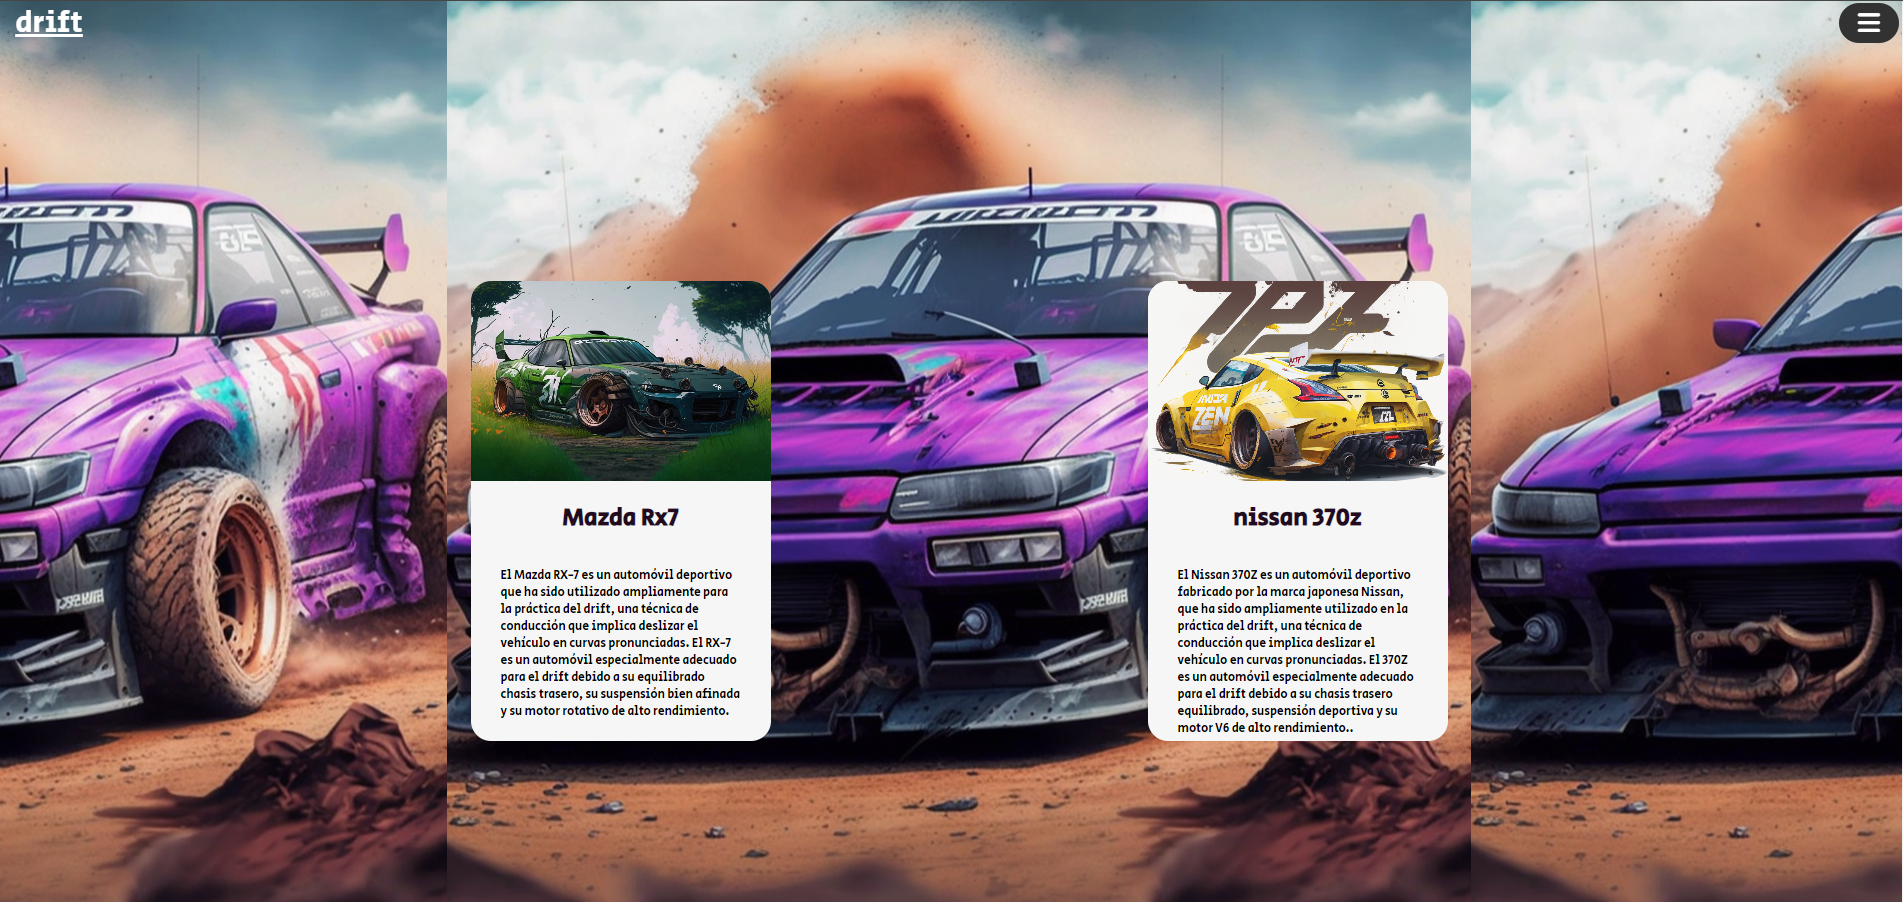 drift
Mazda Rx7
El Mazda RX-7 es un automóvil deportivo
que ha sido utilizado ampliamente para
la práctica del drift, una técnica de
conducción que implica deslizar el
vehículo en curvas pronunciadas. El RX-7
es un automóvil especialmente adecuado
para el drift debido a su equilibrado
chasis trasero, su suspensión bien afinada
y su motor rotativo de alto rendimiento.
ZEN
nissan 370z
El Nissan 370Z es un automóvil deportivo
fabricado por la marca japonesa Nissan,
que ha sido ampliamente utilizado en la
práctica del drift, una técnica de
conducción que implica deslizar el
vehículo en curvas pronunciadas. El 370Z
es un automóvil especialmente adecuado
para el drift debido a su chasis trasero
equilibrado, suspensión deportiva y su
motor V6 de alto rendimiento..